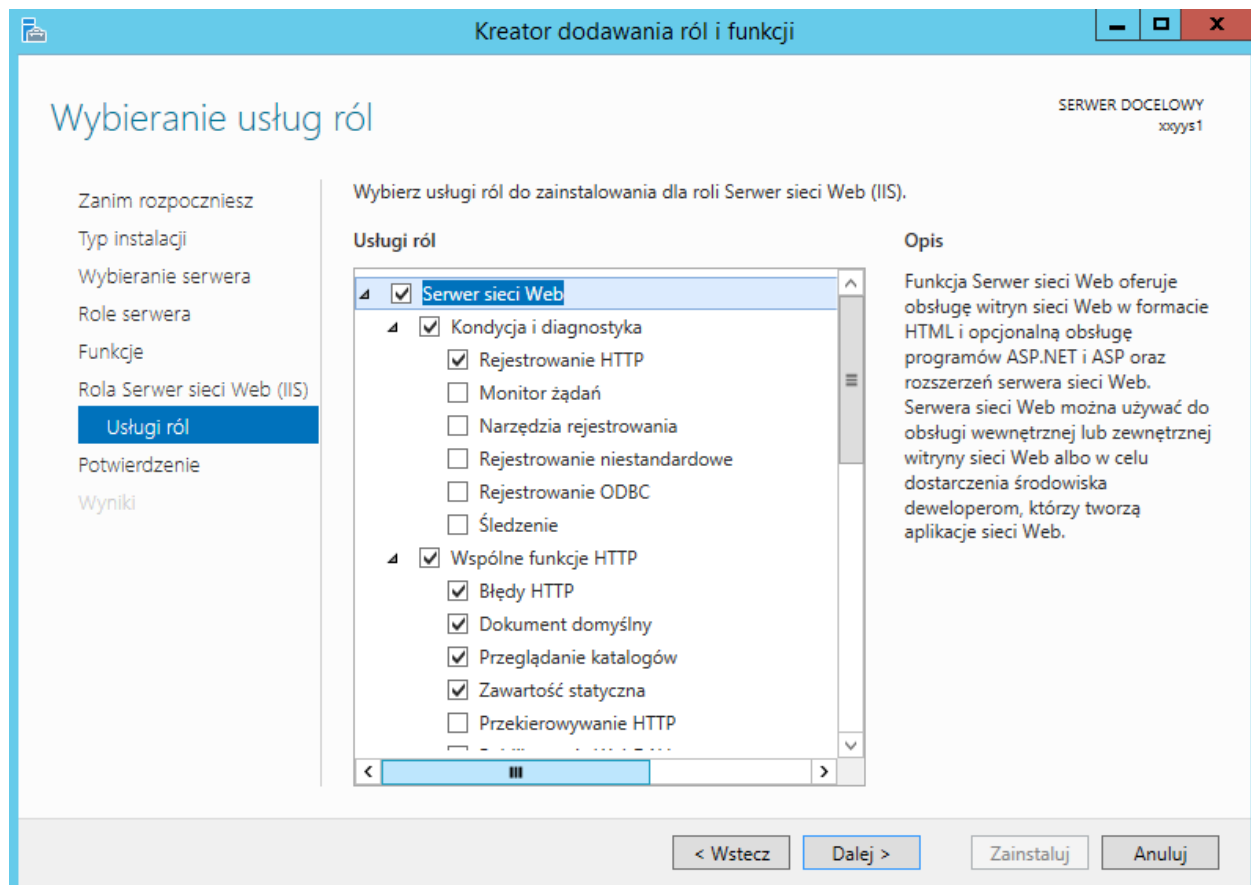 Kreator dodawania ról i funkcji
Wybieranie usług ról
SERWER DOCELOWY
xxyys1
Zanim rozpoczniesz
Typ instalacji
Wybieranie serwera
Role serwera
Funkcje
Rola Serwer sieci Web (IIS)
Usługi ról
Potwierdzenie
Wyniki
Wybierz usługi ról do zainstalowania dla roli Serwer sieci Web (IIS).
Usługi ról
Serwer sieci Web
Kondycja i diagnostyka
Rejestrowanie HTTP
Monitor żądań
Narzędzia rejestrowania
Rejestrowanie niestandardowe
Rejestrowanie ODBC
Śledzenie
Wspólne funkcje HTTP
Błędy HTTP
Dokument domyślny
Przeglądanie katalogów
Zawartość statyczna
Przekierowywanie HTTP
Opis
Funkcja Serwer sieci Web oferuje
obsługę witryn sieci Web w formacie
HTML i opcjonalną obsługę
programów ASP.NET i ASP oraz
rozszerzeń serwera sieci Web.
Serwera sieci Web można używać do
obsługi wewnętrznej lub zewnętrznej
witryny sieci Web albo w celu
dostarczenia środowiska
deweloperom, którzy tworzą
aplikacje sieci Web.
< Wstecz
Dalej >
Zainstaluj
Anuluj